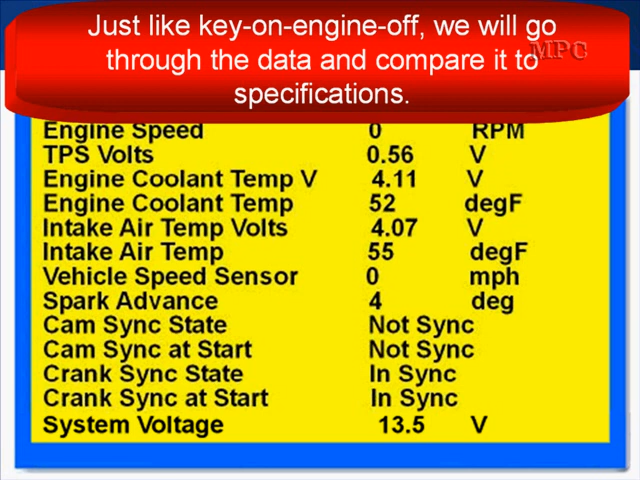 Just like key-on-engine-off, we will go
through the data and compare it to
specifications.
MPC
Engine Speed 0 RPM
TPS Volts 0.56 V
Engine Coolant Temp V 4.11 V
Engine Coolant Temp 52 degF
Intake Air Temp Volts 4.07 V
Intake Air Temp 55 degF
Vehicle Speed Sensor 0 mph
Spark Advance 4 deg
Cam Sync State Not Sync
Cam Sync at Start Not Sync
Crank Sync State In Sync
Crank Sync at Start In Sync
System Voltage 13.5 V